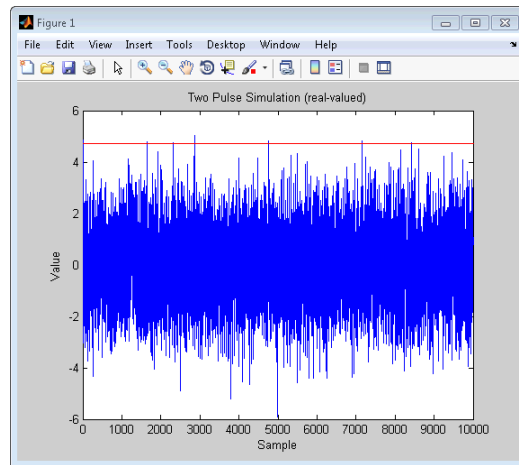 Figure 1
File Edit View Insert Tools Desktop Window Help
Two Pulse Simulation (real-valued)
6
4
2
0
-2
-4
-6
Value
0 1000 2000 3000 4000 5000 6000 7000 8000 9000 10000
Sample